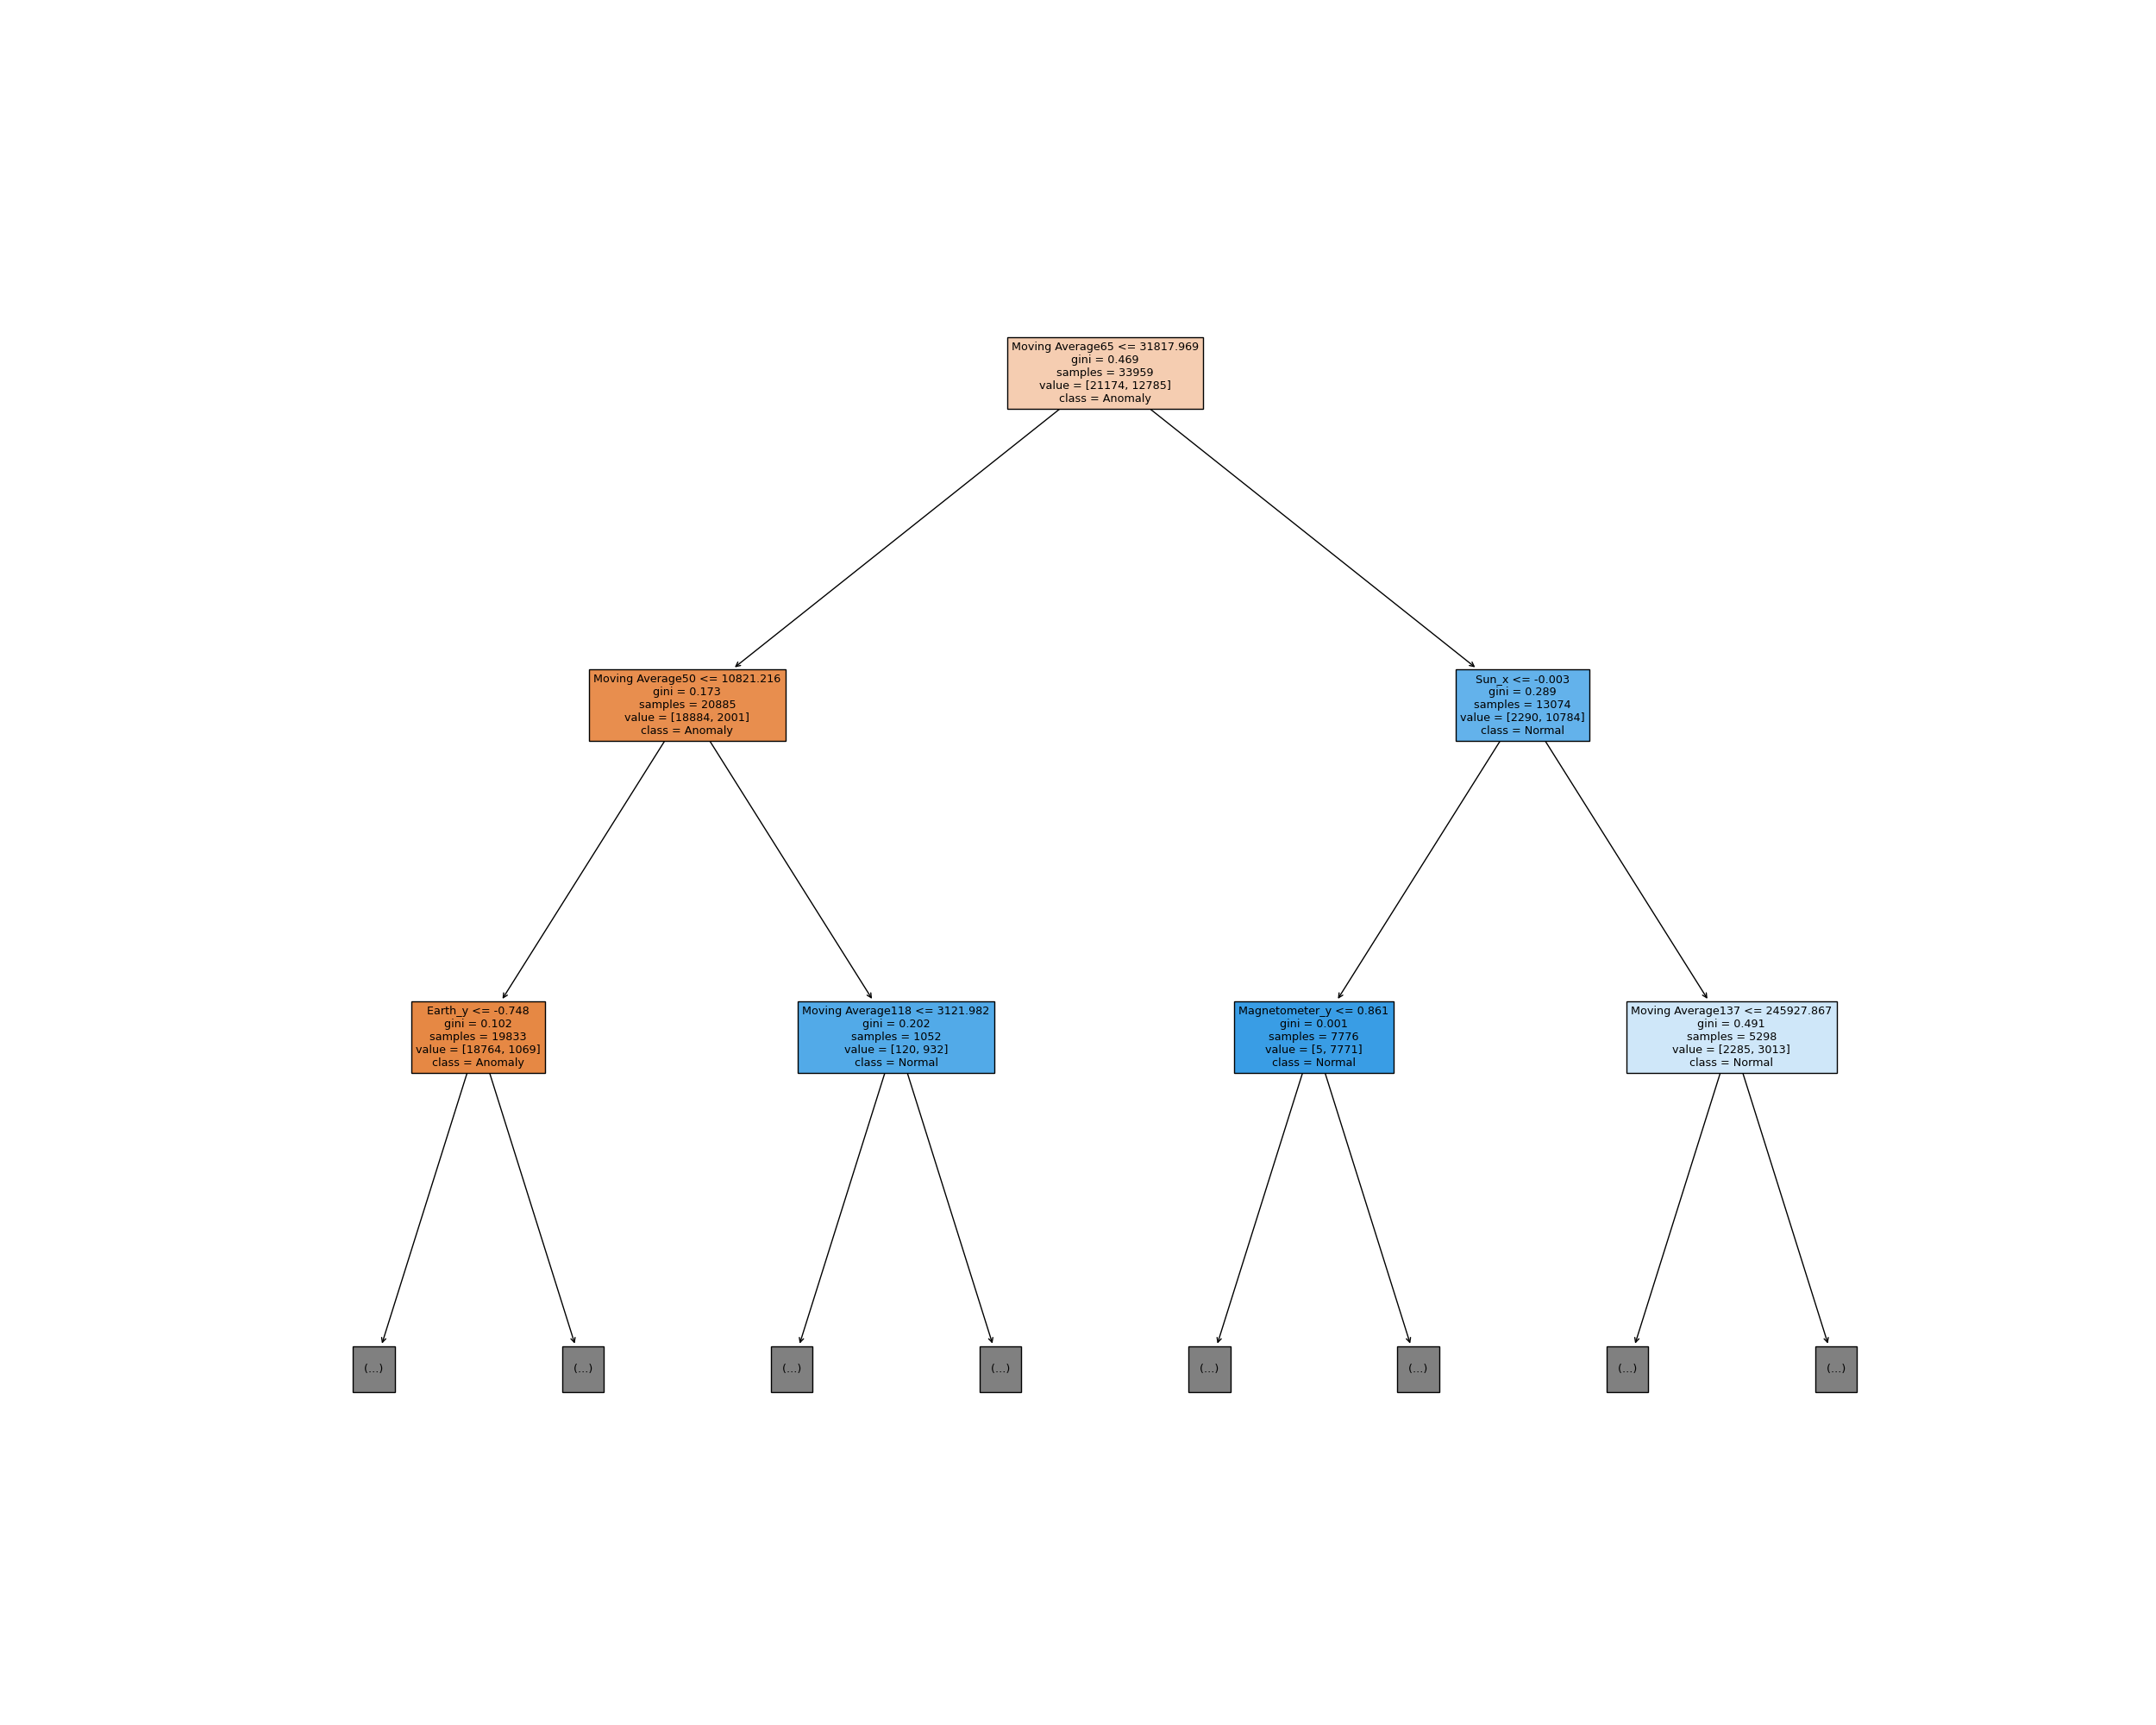 Moving Average65 <= 31817.969
gini = 0.469
samples = 33959
value = [21174, 12785]
class = Anomaly
Moving Average50 <= 10821.216
gini = 0.173
samples = 20885
value = [18884, 2001]
class = Anomaly
Sun_x <= -0.003
gini = 0.289
samples = 13074
value = [2290, 10784]
class = Normal
Earth_y <= -0.748
gini = 0.102
samples = 19833
value = [18764, 1069]
class = Anomaly
Moving Average118 <= 3121.982
gini = 0.202
samples = 1052
value = [120, 932]
class = Normal
Magnetometer_y <= 0.861
gini = 0.001
samples = 7776
value = [5, 7771]
class = Normal
Moving Average137 <= 245927.867
gini = 0.491
samples = 5298
value = [2285, 3013]
class = Normal
(...)
(...)
(...)
(...)
(...)
(...)
(...)
(...)